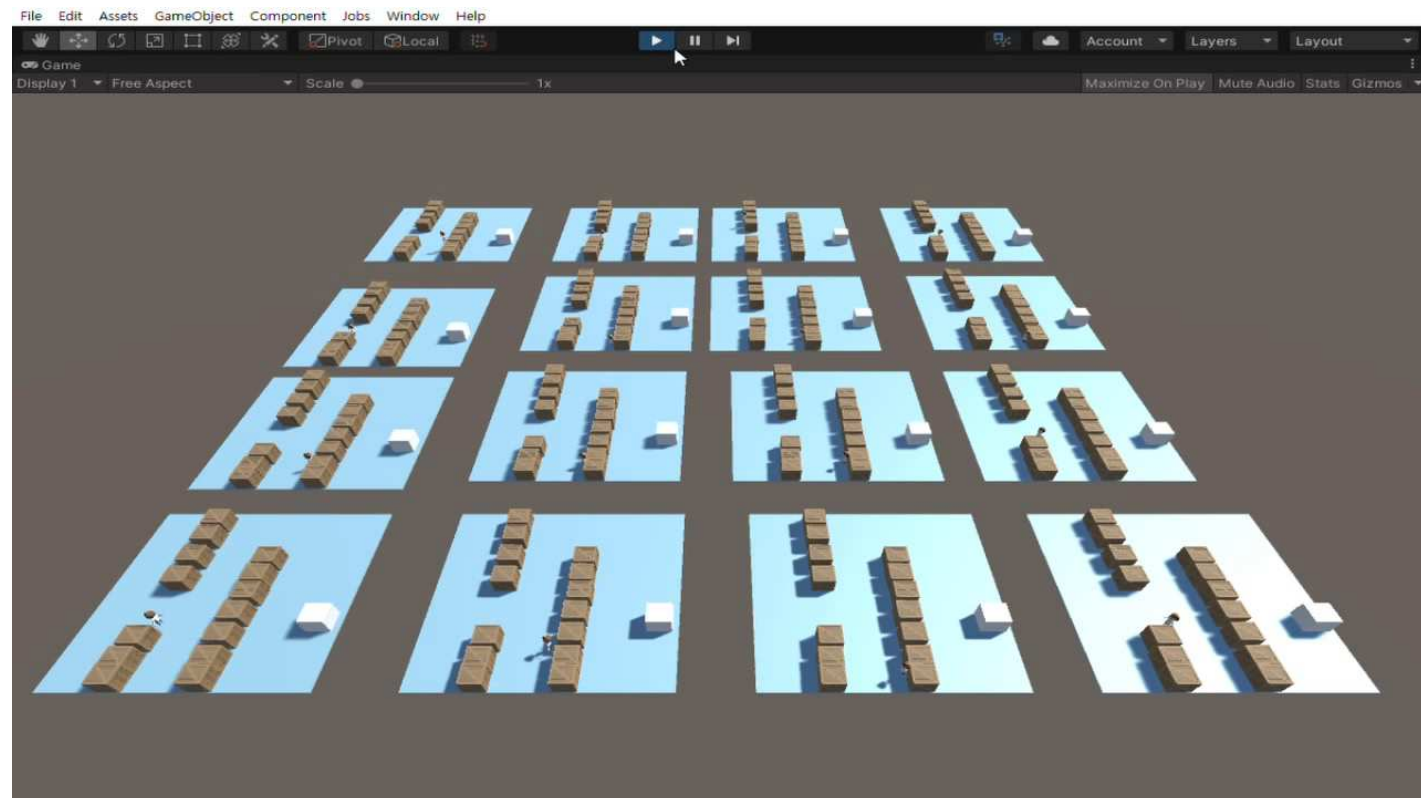 File Edit Assets GameObject Component Jobs Window Help
Pivot Local Account Layers Layout
Game
Display 1 Free Aspect Scale 1x Maximize On Play Mute Audio Stats Gizmos